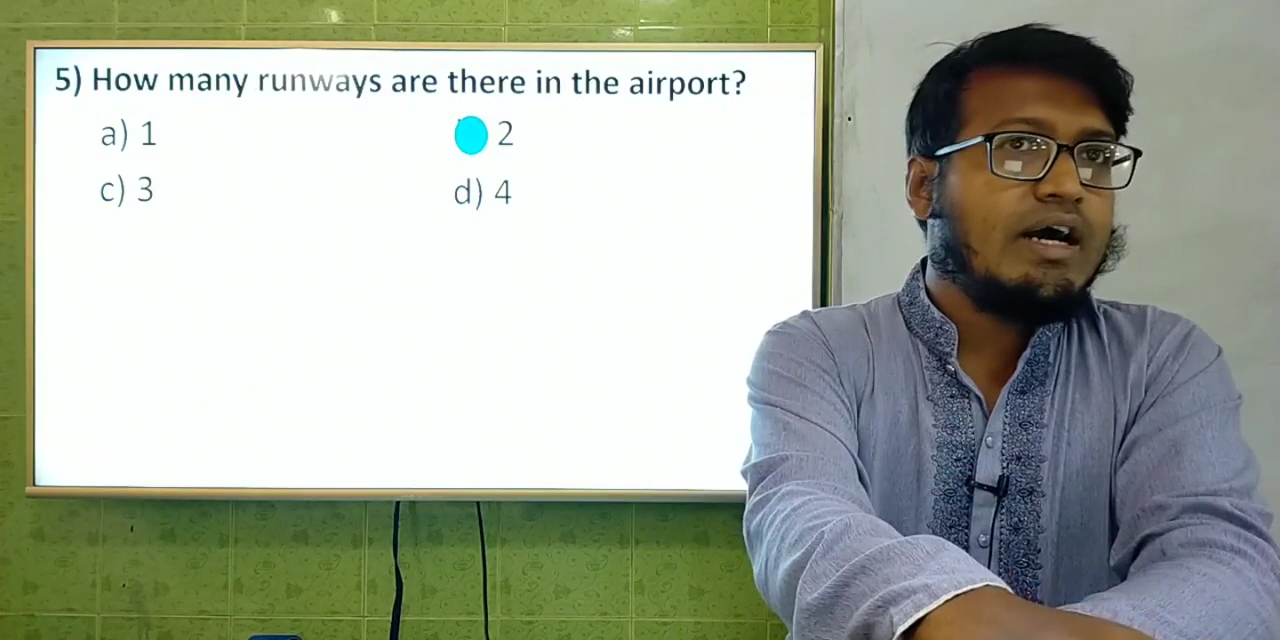 5) How many runways are there in the airport?
a) 1 2
c) 3 d) 4